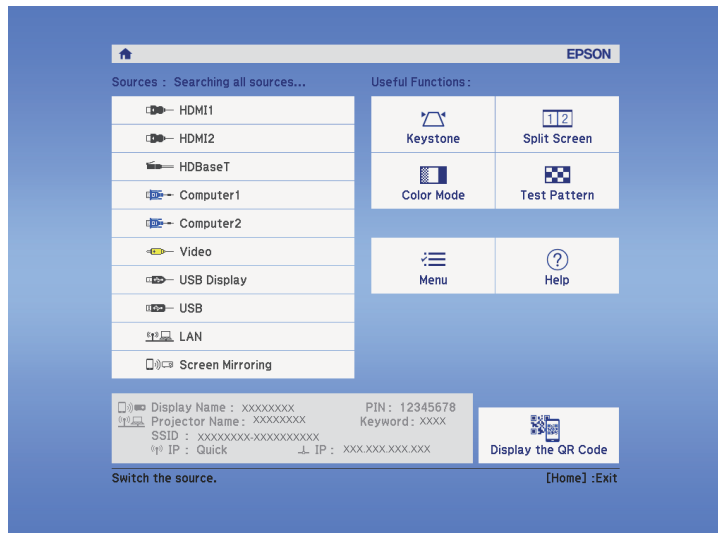 EPSON
Sources : Searching all sources...
Useful Functions :
HDMI1
HDMI2
HDBaseT
Computer1
Computer2
Video
USB Display
USB
LAN
Screen Mirroring
Keystone
1 2
Split Screen
Color Mode
Test Pattern
Menu
?
Help
Display Name : XXXXXXXX PIN : 12345678
Projector Name : XXXXXXXX Keyword : XXXX
SSID : XXXXXXXX-XXXXXXXXXX
IP : Quick IP : XXX.XXX.XXX.XXX
Display the QR Code
Switch the source. [Home] :Exit